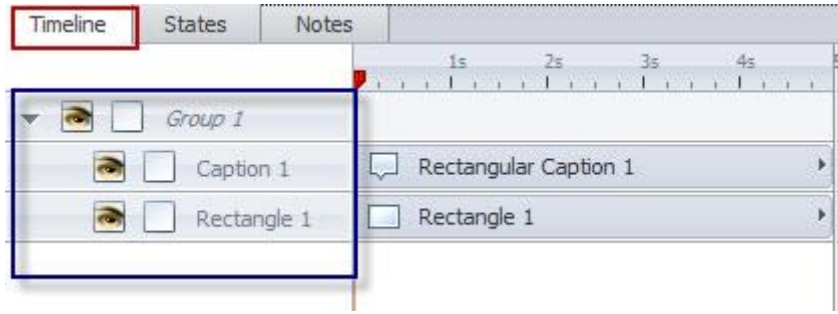 Timeline States Notes
1s 2s 3s 4s
Group 1
Caption 1 Rectangular Caption 1
Rectangle 1 Rectangle 1